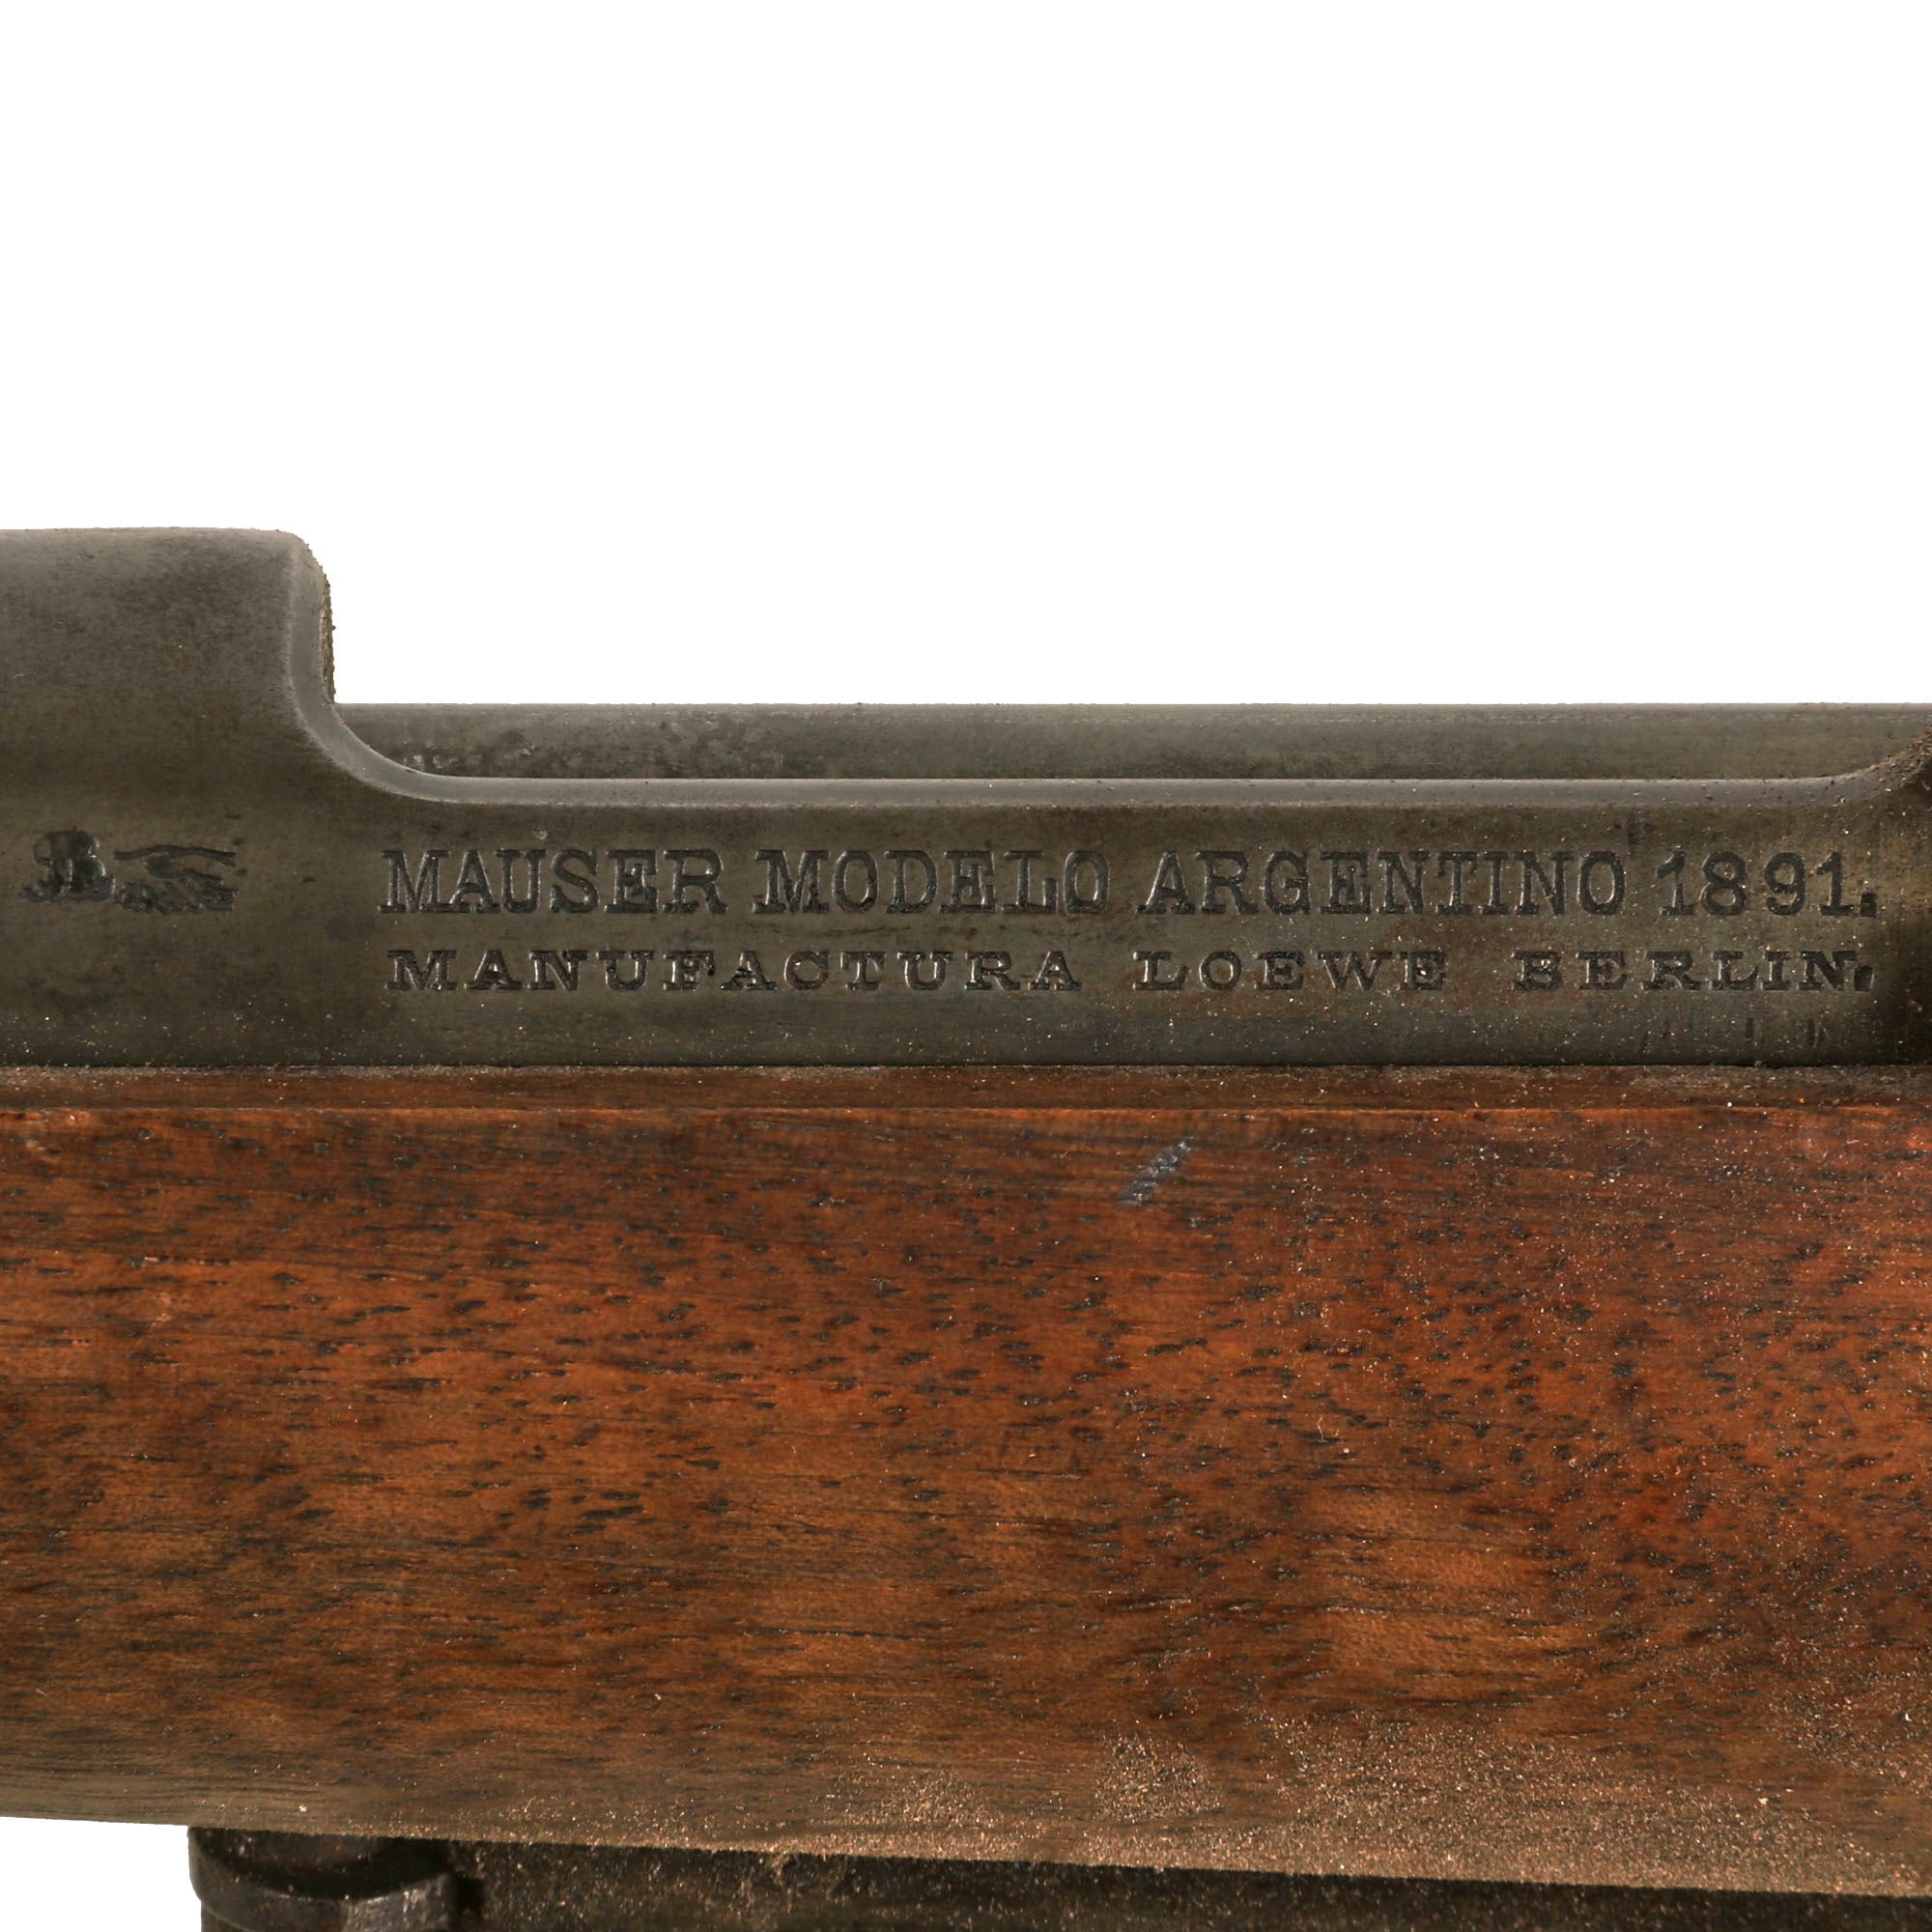 MAUSER MODELO ARGENTINO 1891.
MANUFACTURA LOEWE BERLIN.